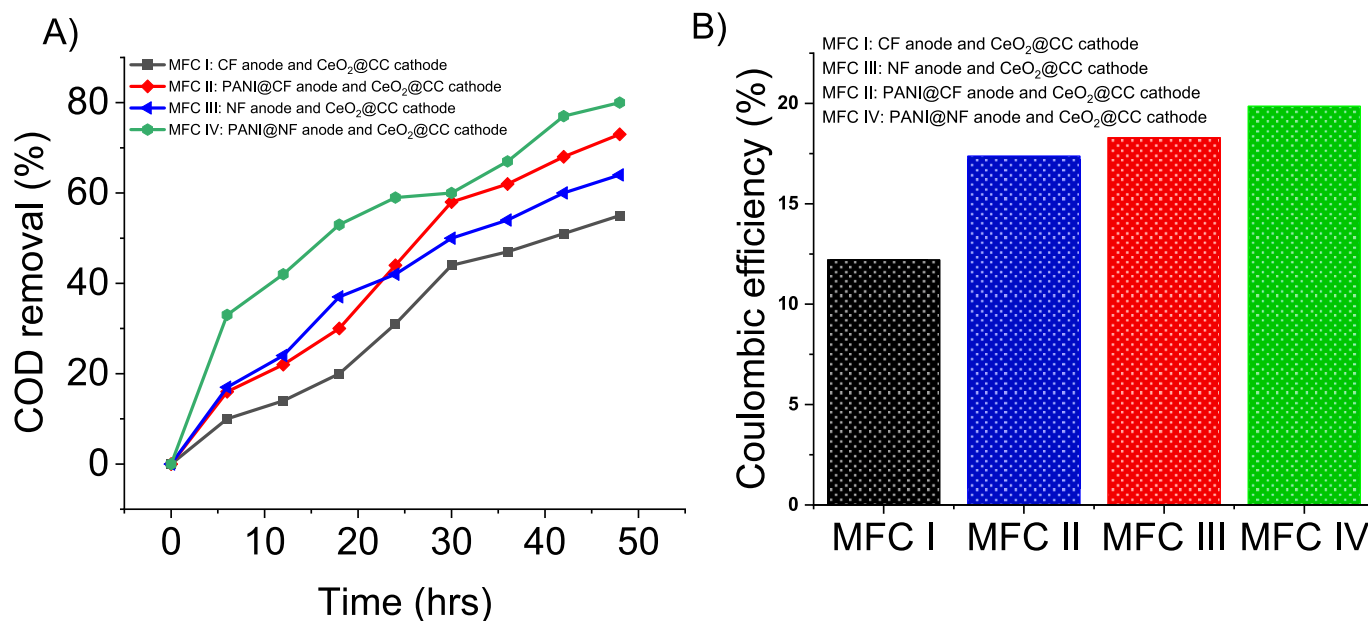 A)
MFC I: CF anode and CeO₂@CC cathode
MFC II: PANI@CF anode and CeO₂@CC cathode
MFC III: NF anode and CeO₂@CC cathode
MFC IV: PANI@NF anode and CeO₂@CC cathode
COD removal (%)
80
60
40
20
0
0 10 20 30 40 50
Time (hrs)
B)
MFC I: CF anode and CeO₂@CC cathode
MFC III: NF anode and CeO₂@CC cathode
MFC II: PANI@CF anode and CeO₂@CC cathode
MFC IV: PANI@NF anode and CeO₂@CC cathode
Coulombic efficiency (%)
20
15
10
5
0
MFC I MFC II MFC III MFC IV